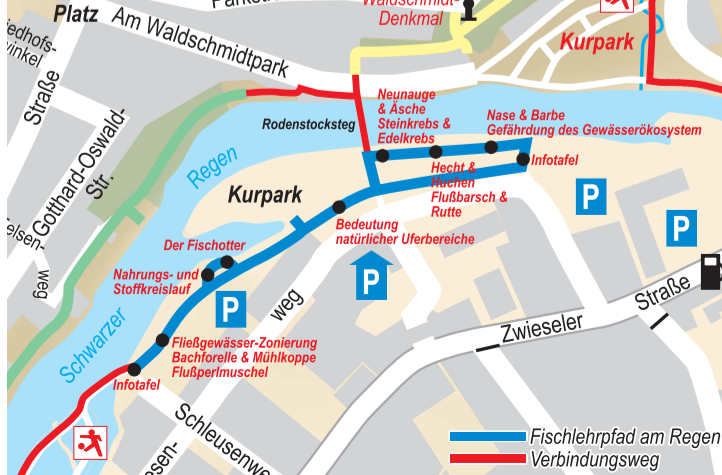 Platz
Am Waldschmidtpark
Waldschmidt-
Denkmal
Kurpark
Straße
Gotthard-Oswald-
Str.
weg
Regen
Schwarzer
Rodenstocksteg
Neunauge
& Äsche
Steinkrebs &
Edelkrebs
Nase & Barbe
Gefährdung des Gewässerökosystem
Hecht &
Huchen
Flußbarsch &
Rutte
Infotafel
Kurpark
Bedeutung
natürlicher Uferbereiche
Der Fischotter
Nahrungs- und
Stoffkreislauf
P
P
P
P
weg
Fließgewässer-Zonierung
Bachforelle & Mühlkoppe
Flußperlmuschel
Infotafel
Zwieseler
Straße
Fischlehrpfad am Regen
Verbindungsweg